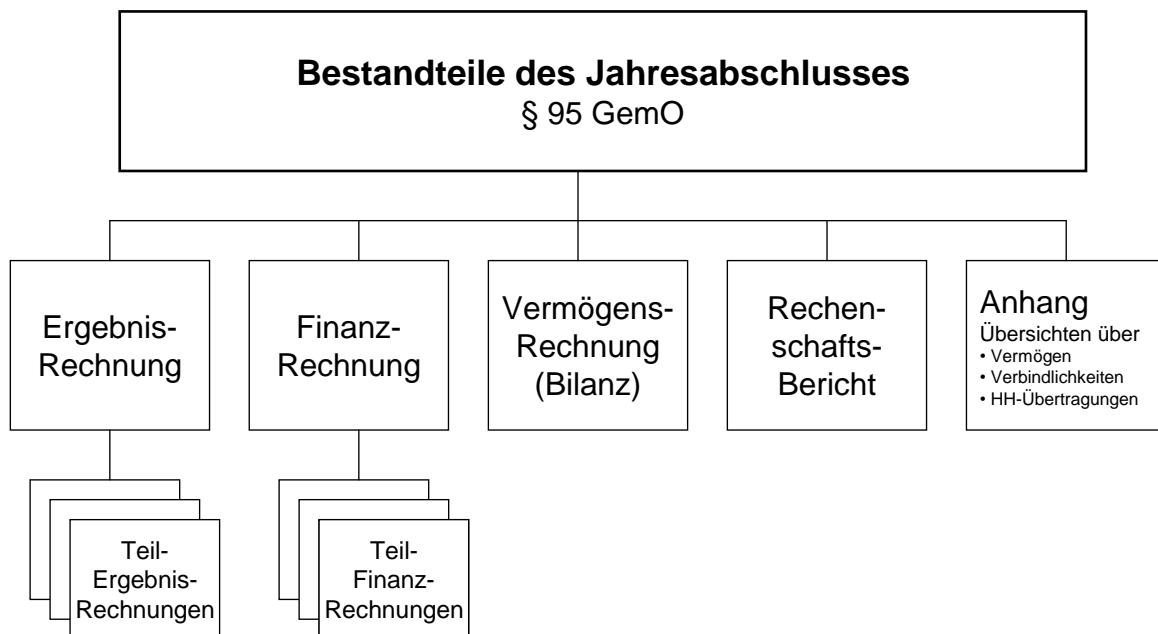 Bestandteile des Jahresabschlusses
§ 95 GemO
Ergebnis-
Rechnung
Finanz-
Rechnung
Vermögens-
Rechnung
(Bilanz)
Rechen-
schafts-
Bericht
Anhang
Übersichten über
• Vermögen
• Verbindlichkeiten
• HH-Übertragungen
Teil-
Ergebnis-
Rechnungen
Teil-
Finanz-
Rechnungen